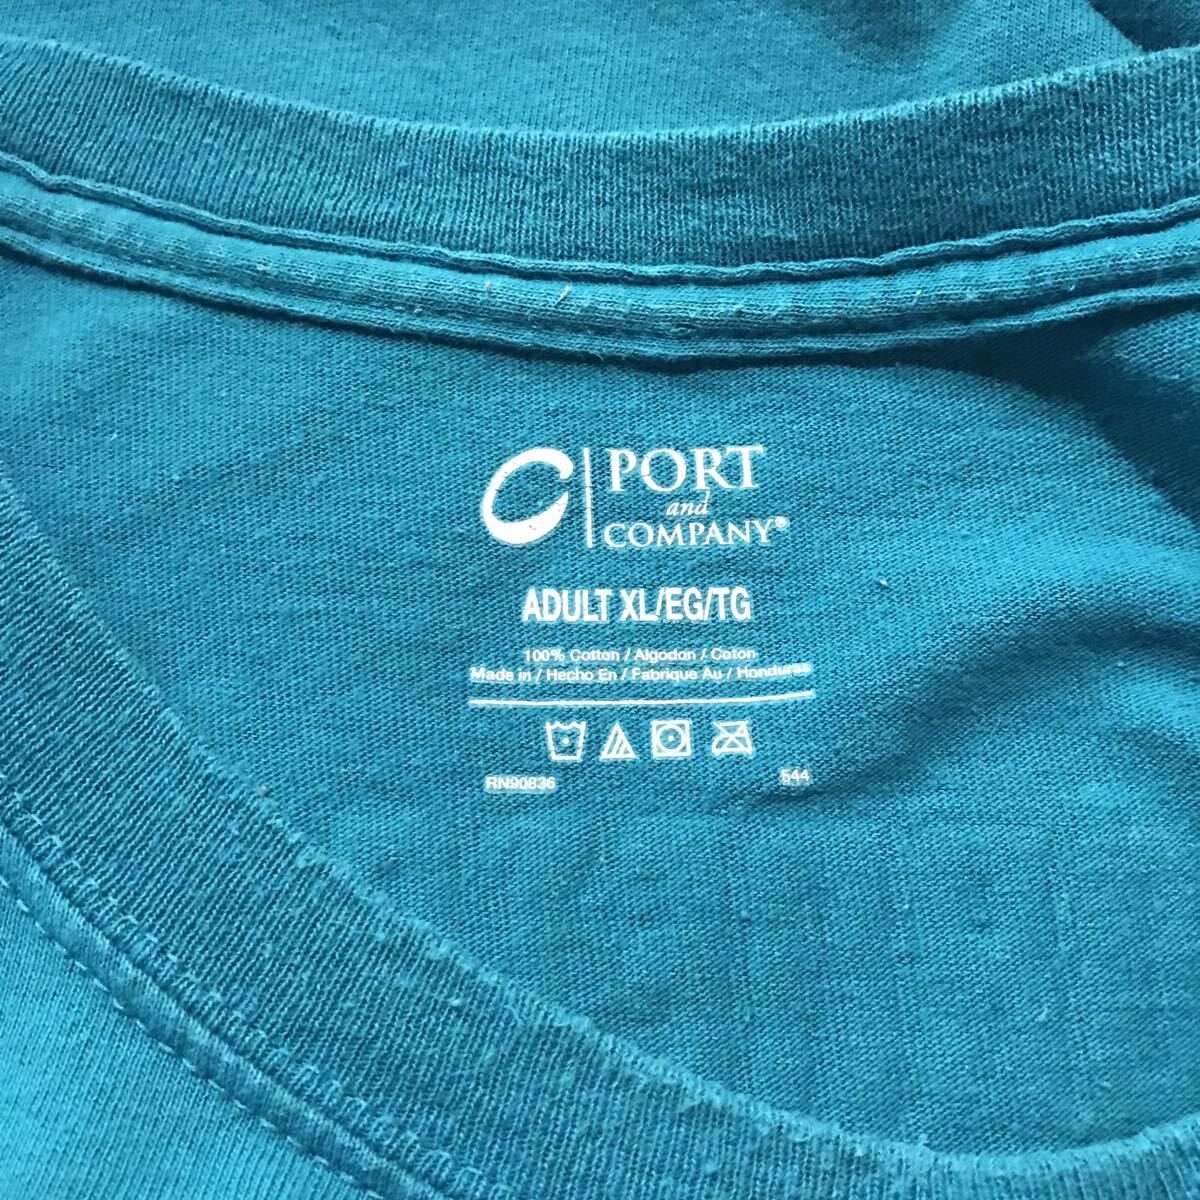 PORT
and
COMPANY®
ADULT XL/EG/TG
100% Cotton / Algodon / Coton
Made in / Hecho En / Fabrique Au / Honduras
RN90836 544